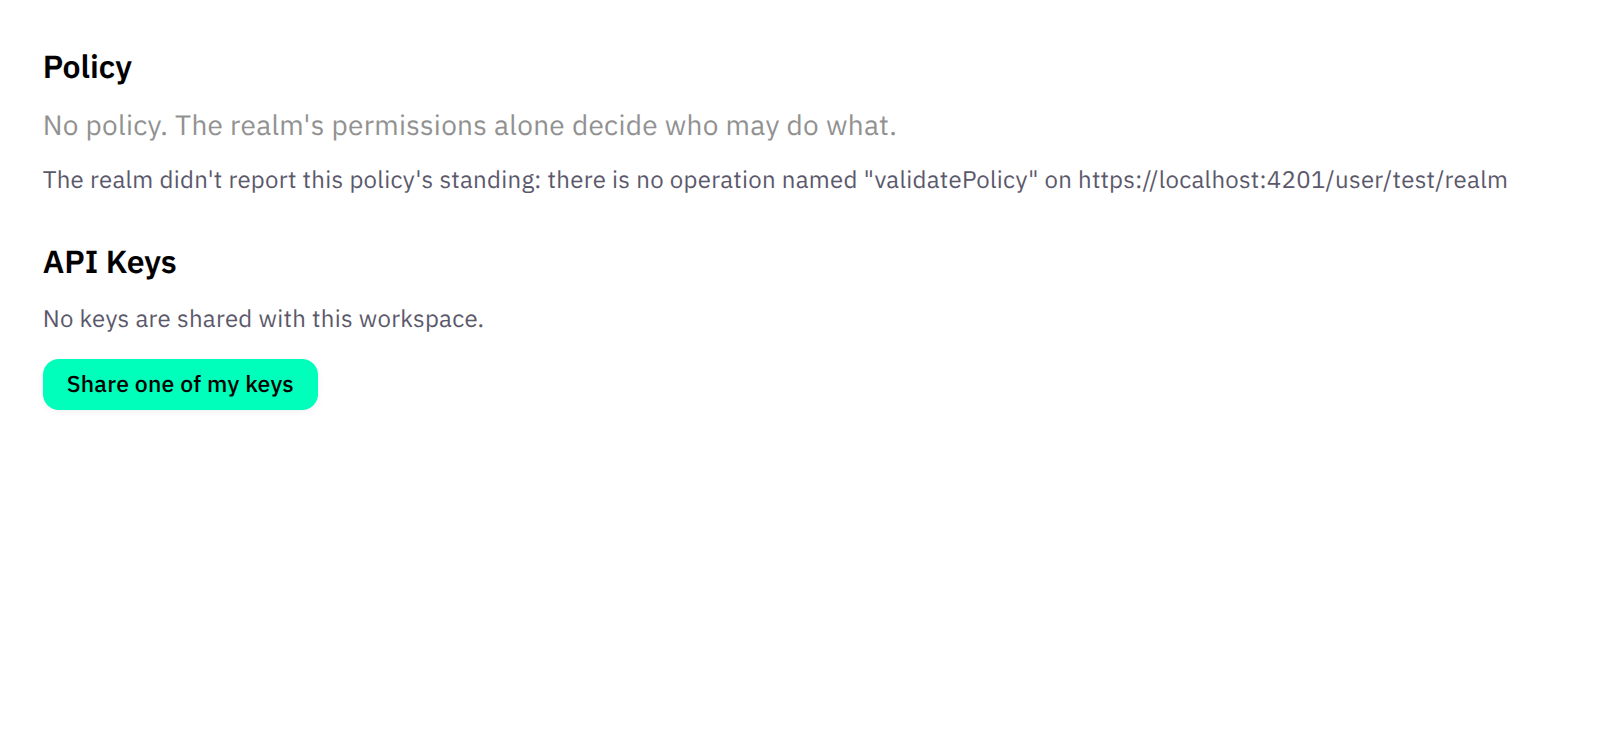 Policy
No policy. The realm's permissions alone decide who may do what.
The realm didn't report this policy's standing: there is no operation named "validatePolicy" on https://localhost:4201/user/test/realm
API Keys
No keys are shared with this workspace.
Share one of my keys